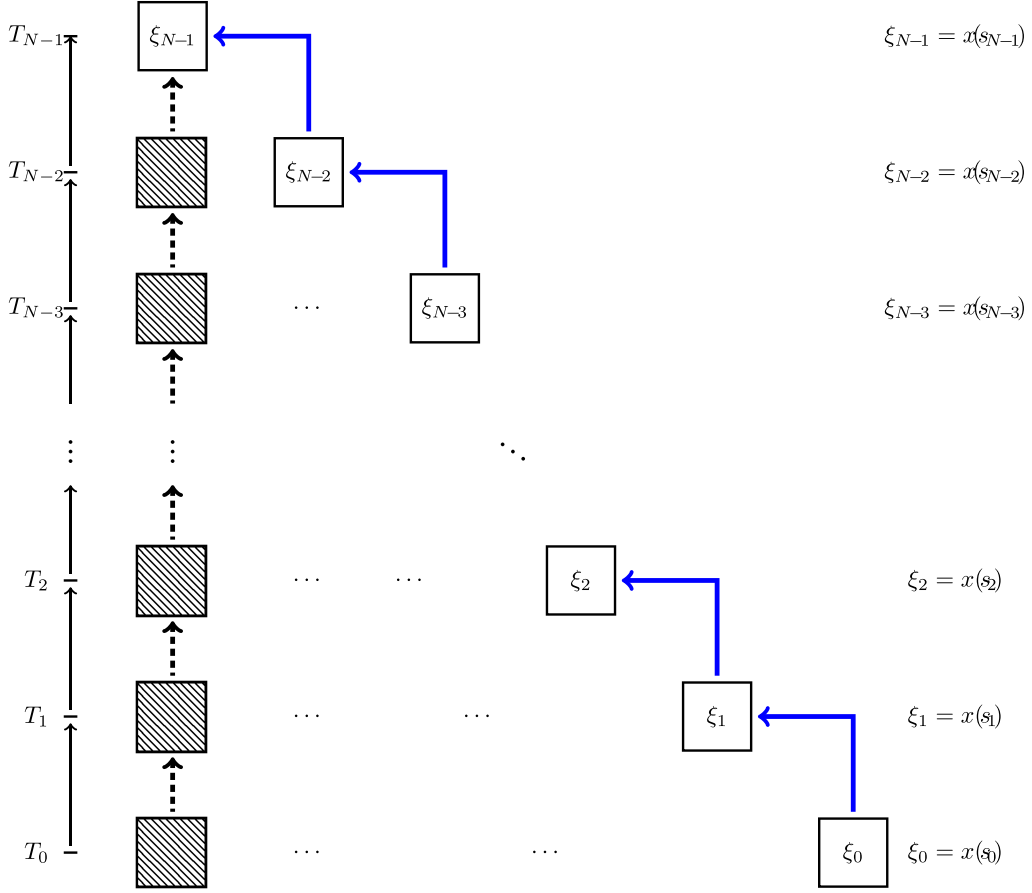 T_{N−1} ξ_{N−1} ξ_{N−1} = x(s_{N−1})
T_{N−2} ξ_{N−2} ξ_{N−2} = x(s_{N−2})
T_{N−3} ⋯ ξ_{N−3} ξ_{N−3} = x(s_{N−3})
⋮ ⋮ ⋱
T_2 ⋯ ⋯ ξ_2 ξ_2 = x(s_2)
T_1 ⋯ ⋯ ξ_1 ξ_1 = x(s_1)
T_0 ⋯ ⋯ ξ_0 ξ_0 = x(s_0)